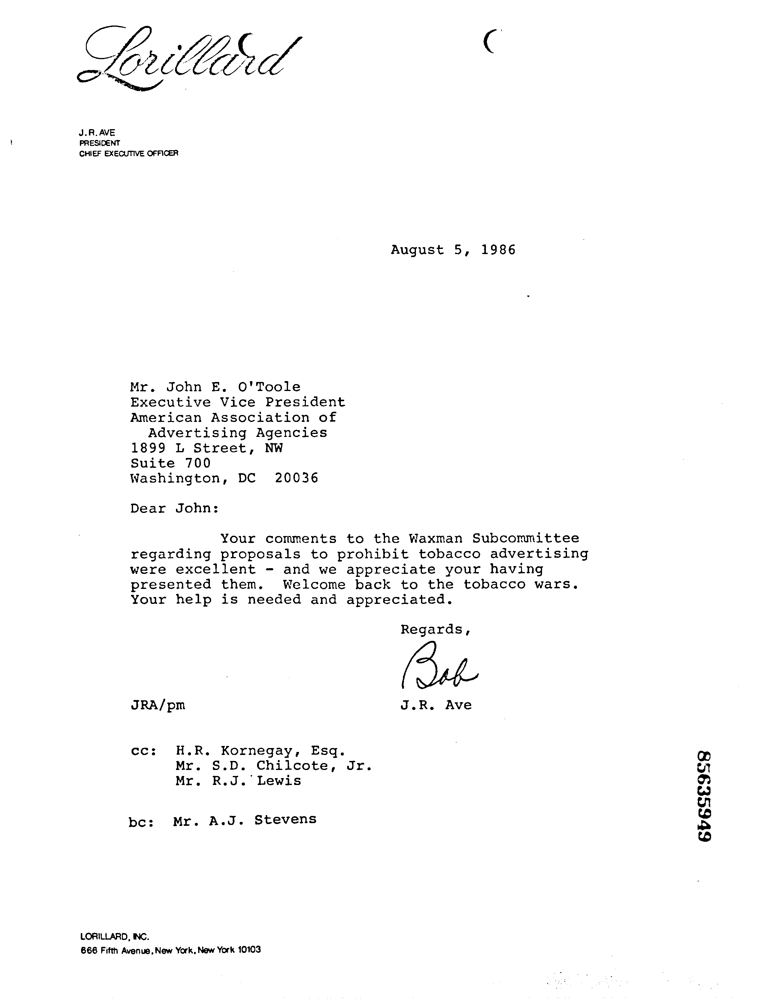 Lorillard
J.R. AVE
PRESIDENT
CHIEF EXECUTIVE OFFICER
August 5, 1986
Mr. John E. O'Toole
Executive Vice President
American Association of
Advertising Agencies
1899 L Street, NW
Suite 700
Washington, DC 20036
Dear John:
Your comments to the Waxman Subcommittee
regarding proposals to prohibit tobacco advertising
were excellent - and we appreciate your having
presented them. Welcome back to the tobacco wars.
Your help is needed and appreciated.
Regards,
Bob
JRA/pm
J.R. Ave
cc: H.R. Kornegay, Esq.
Mr. S.D. Chilcote, Jr.
Mr. R.J. Lewis
bc: Mr. A.J. Stevens
85635949
LORILLARD, INC.
666 Fifth Avenue, New York, New York 10103